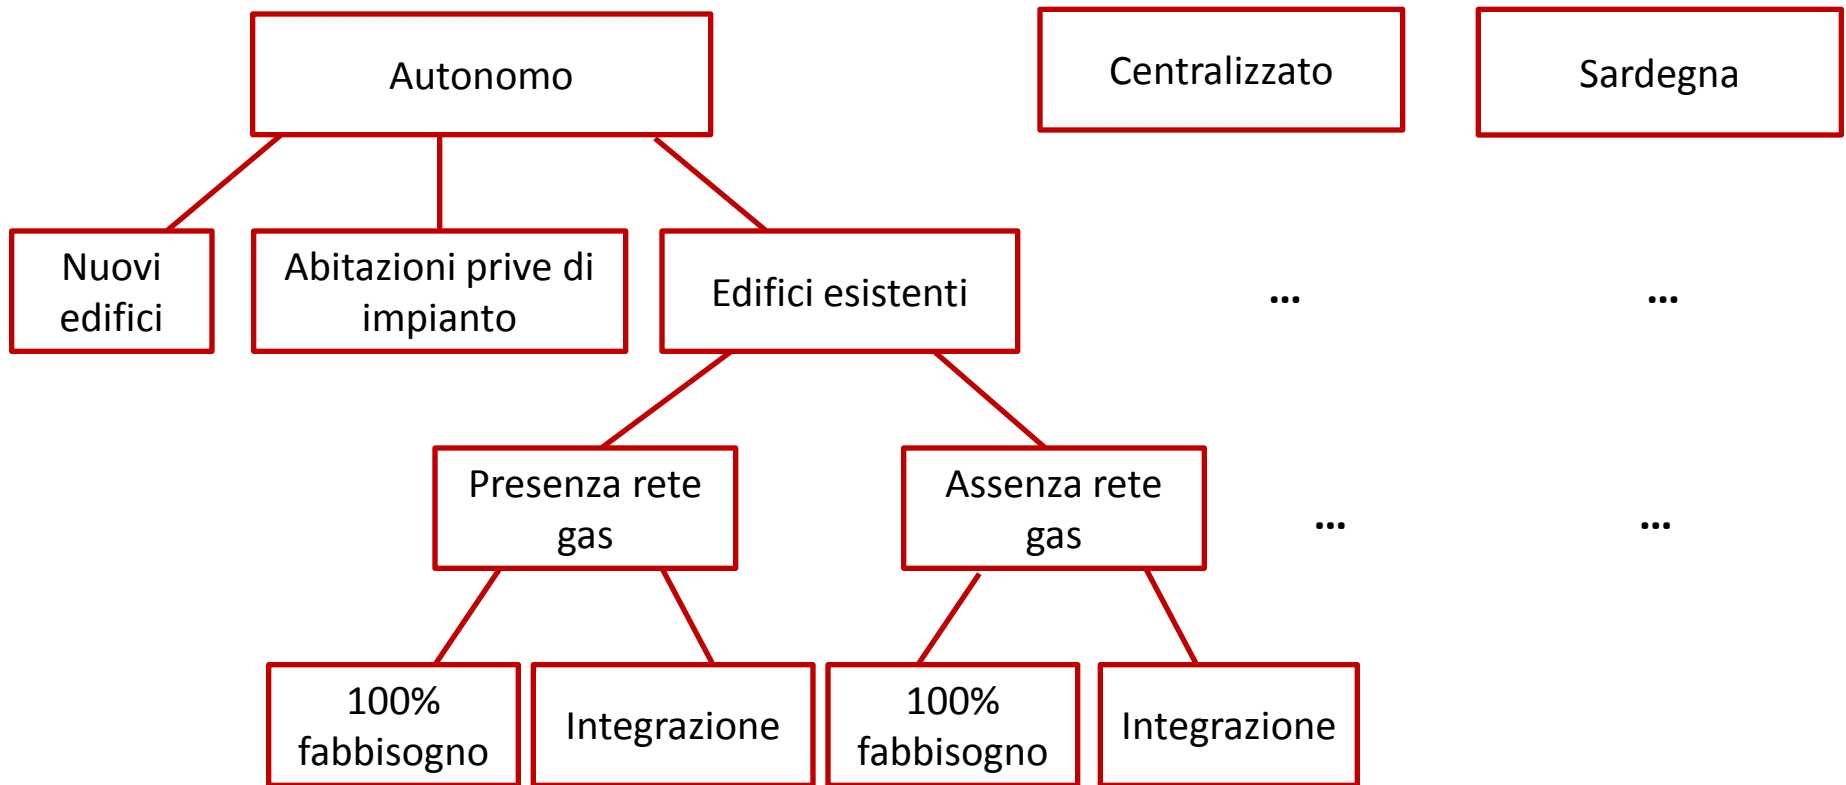 Autonomo
Centralizzato
Sardegna
Nuovi
edifici
Abitazioni prive di
impianto
Edifici esistenti
...
...
Presenza rete
gas
Assenza rete
gas
...
...
100%
fabbisogno
Integrazione
100%
fabbisogno
Integrazione